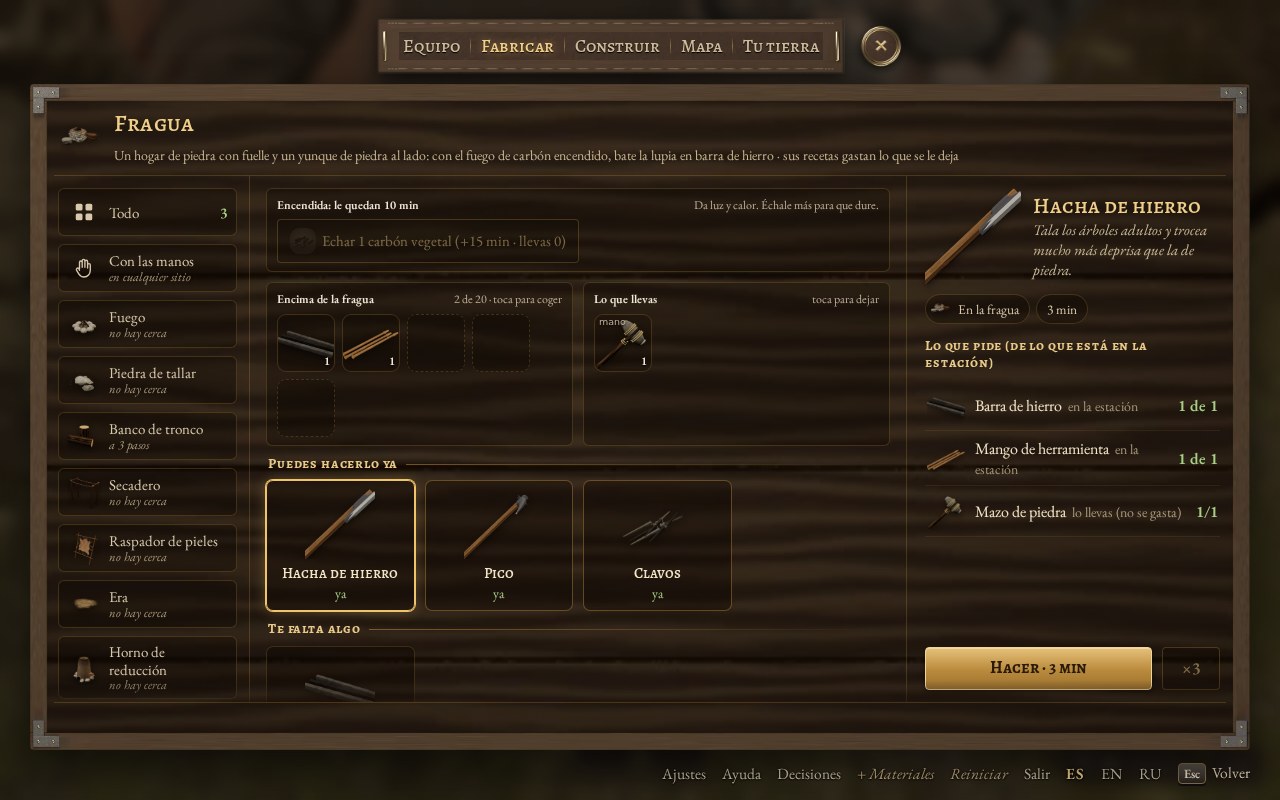 Equipo
Fabricar
Construir
Mapa
Tu tierra
✕
Fragua
Un hogar de piedra con fuelle y un yunque de piedra al lado: con el fuego de carbón encendido, bate la lupia en barra de hierro · sus recetas gastan lo que se le deja
Todo 3
Con las manos
en cualquier sitio
Fuego
no hay cerca
Piedra de tallar
no hay cerca
Banco de tronco
a 3 pasos
Secadero
no hay cerca
Raspador de pieles
no hay cerca
Era
no hay cerca
Horno de
reducción
no hay cerca
Encendida: le quedan 10 min
Da luz y calor. Échale más para que dure.
Echar 1 carbón vegetal (+15 min · llevas 0)
Encima de la fragua
2 de 20 · toca para coger
1
1
Lo que llevas
toca para dejar
mano
1
Puedes hacerlo ya
Hacha de hierro
ya
Pico
ya
Clavos
ya
Te falta algo
Hacha de hierro
Tala los árboles adultos y trocea
mucho más deprisa que la de
piedra.
En la fragua
3 min
Lo que pide (de lo que está en la
estación)
Barra de hierro en la estación 1 de 1
Mango de herramienta en la
estación
1 de 1
Mazo de piedra lo llevas (no se gasta) 1/1
Hacer · 3 min
×3
Ajustes
Ayuda
Decisiones
+ Materiales
Reiniciar
Salir
ES
EN
RU
Esc
Volver